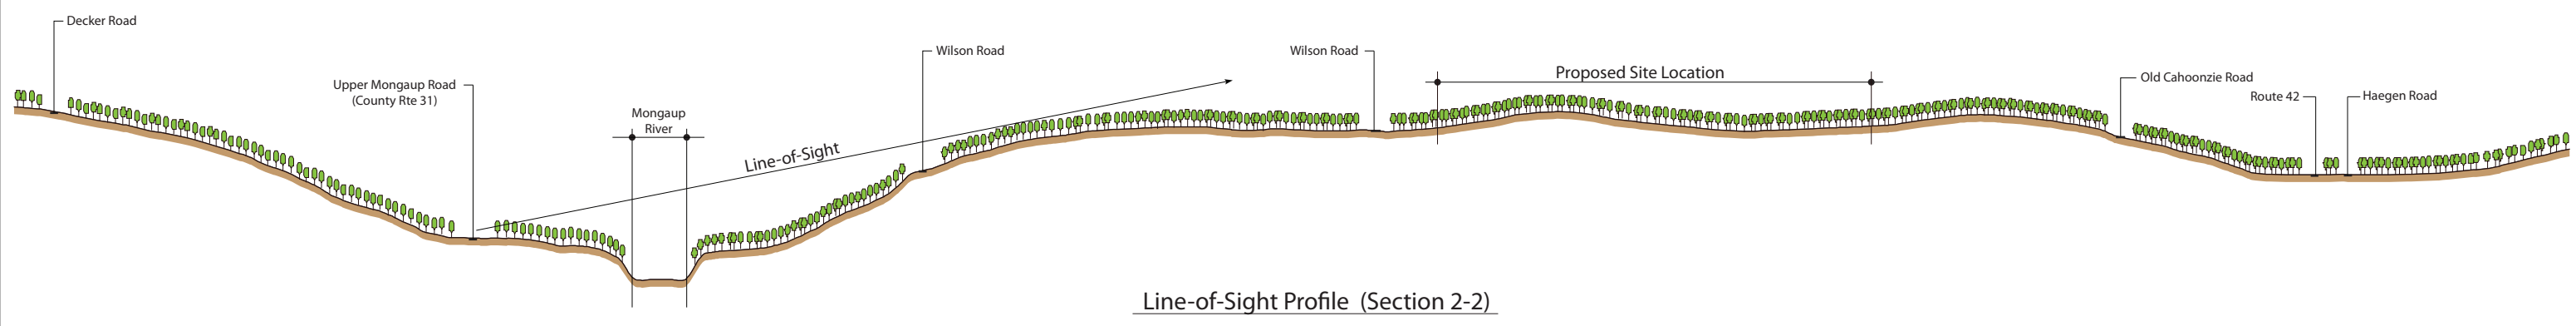 Decker Road
Upper Mongaup Road
(County Rte 31)
Mongaup
River
Line-of-Sight
Wilson Road
Wilson Road
Proposed Site Location
Old Cahoonzie Road
Route 42
Haegen Road
Line-of-Sight Profile (Section 2-2)